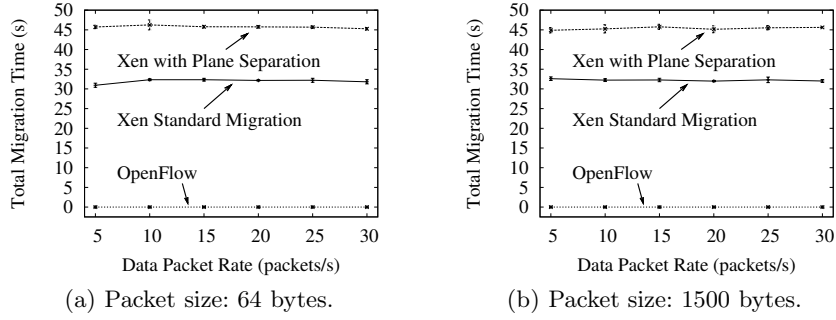 Total Migration Time (s)
50
45
40
35
30
25
20
15
10
5
0
Xen with Plane Separation
Xen Standard Migration
OpenFlow
5 10 15 20 25 30
Data Packet Rate (packets/s)
(a) Packet size: 64 bytes.
Total Migration Time (s)
50
45
40
35
30
25
20
15
10
5
0
Xen with Plane Separation
Xen Standard Migration
OpenFlow
5 10 15 20 25 30
Data Packet Rate (packets/s)
(b) Packet size: 1500 bytes.